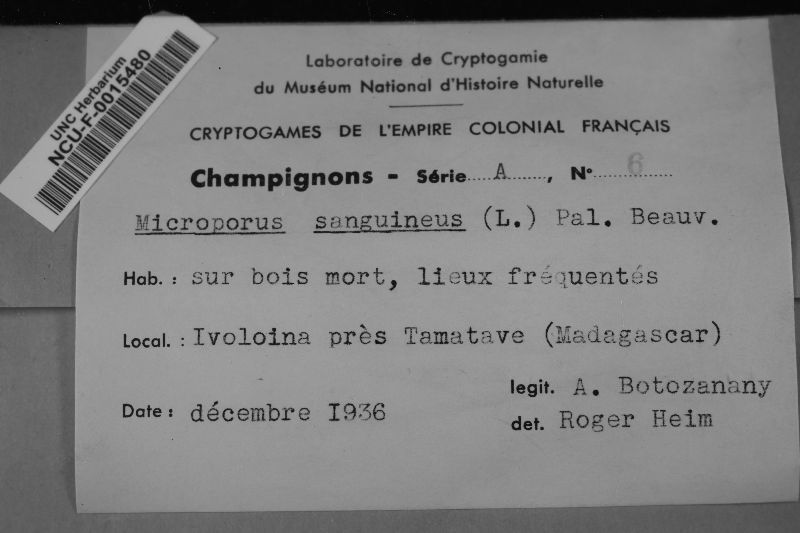 UNC Herbarium
NCU-F-0015480
Laboratoire de Cryptogamie
du Muséum National d'Histoire Naturelle
CRYPTOGAMES DE L'EMPIRE COLONIAL FRANÇAIS
Champignons - Série A, N° 6
Microporus sanguineus (L.) Pal. Beauv.
Hab. : sur bois mort, lieux fréquentés
Local. : Ivoloina près Tamatave (Madagascar)
legit. A. Botozanany
Date : décembre I936
det. Roger Heim